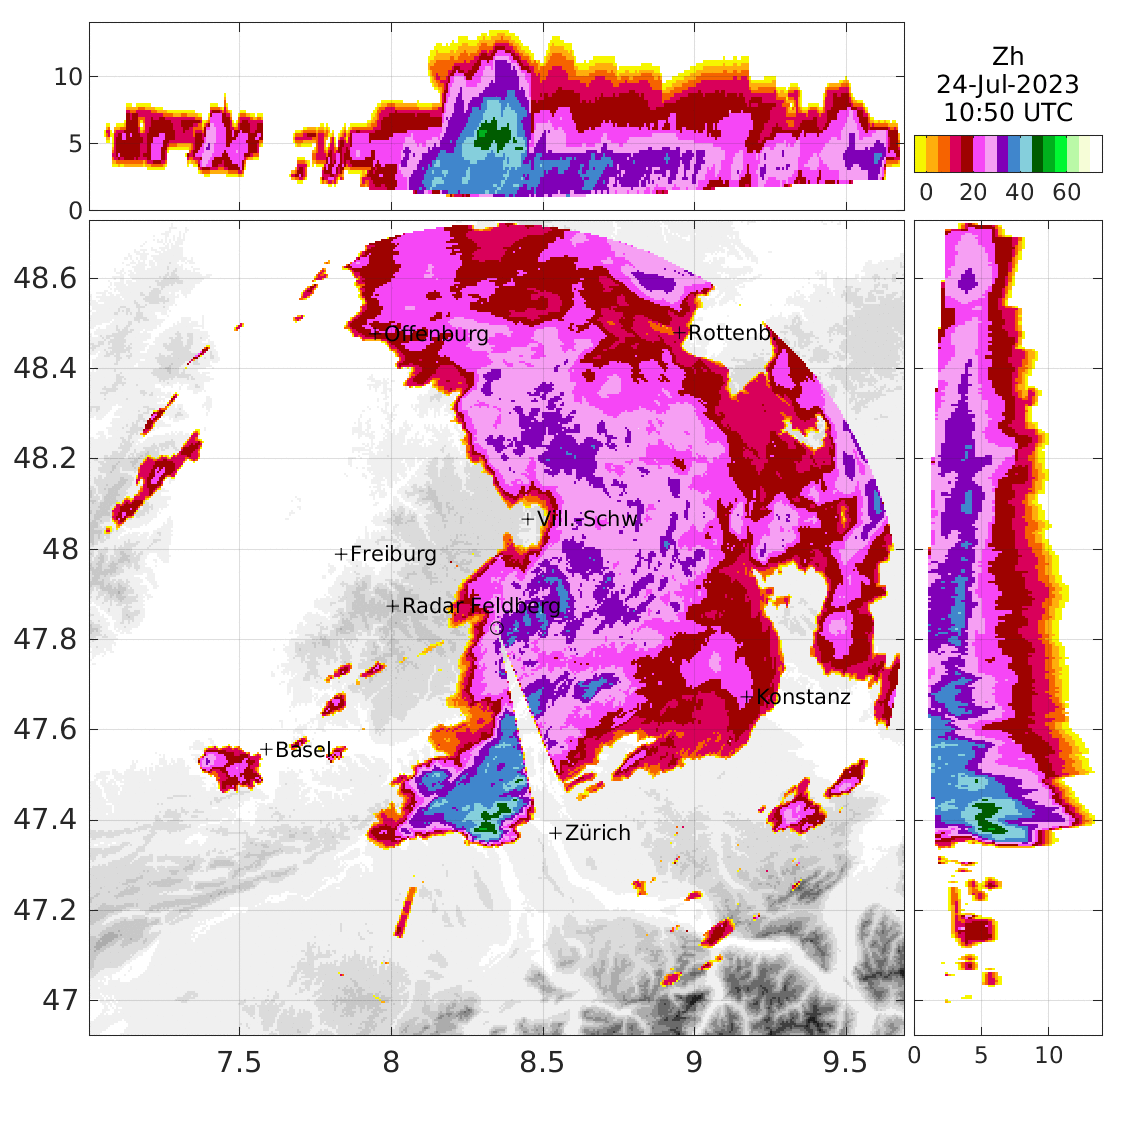 10
5
0
Zh
24-Jul-2023
10:50 UTC
0 20 40 60
48.6
48.4
48.2
48
47.8
47.6
47.4
47.2
47
+Offenburg
+Rottenb
+Vill.-Schw.
+Freiburg
+Radar Feldberg
+Konstanz
+Basel
+Zürich
7.5 8 8.5 9 9.5
0 5 10